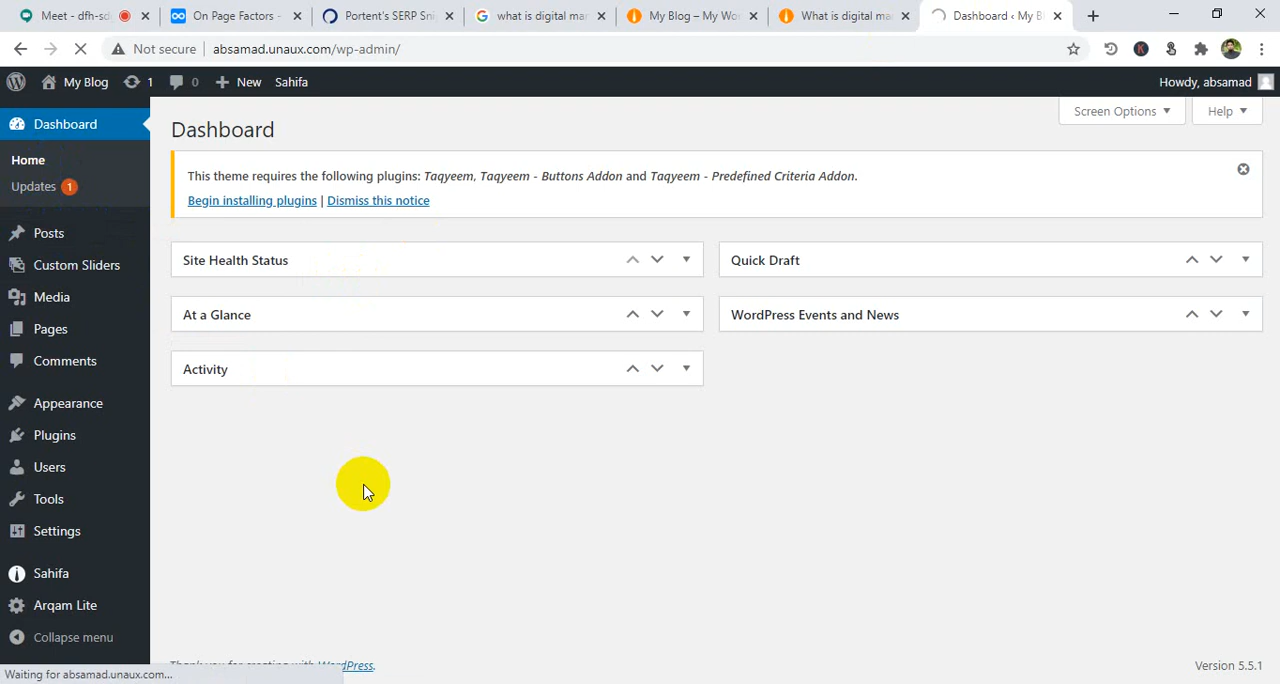 Meet - dfh-sd
On Page Factors -
Portent's SERP Sni
what is digital mar
My Blog – My Wo
What is digital ma
Dashboard ‹ My B
Not secure
absamad.unaux.com/wp-admin/
My Blog
1
0
New
Sahifa
Howdy, absamad
Dashboard
Home
Updates 1
Posts
Custom Sliders
Media
Pages
Comments
Appearance
Plugins
Users
Tools
Settings
Sahifa
Arqam Lite
Collapse menu
Screen Options
Help
Dashboard
This theme requires the following plugins: Taqyeem, Taqyeem - Buttons Addon and Taqyeem - Predefined Criteria Addon.
Begin installing plugins | Dismiss this notice
Site Health Status
Quick Draft
At a Glance
WordPress Events and News
Activity
Thank you for creating with WordPress.
Version 5.5.1
Waiting for absamad.unaux.com...